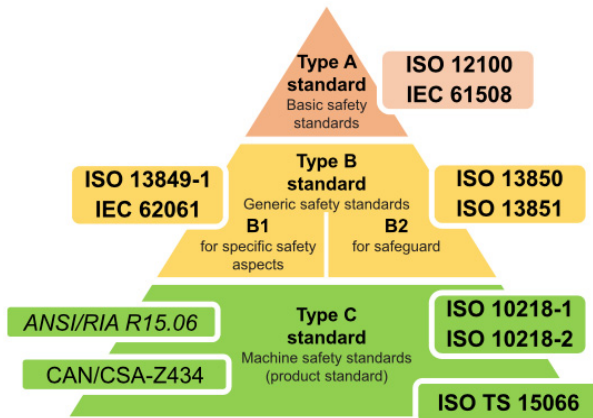 Type A
standard
Basic safety
standards
ISO 12100
IEC 61508
ISO 13849-1
IEC 62061
Type B
standard
Generic safety standards
B1
for specific safety
aspects
B2
for safeguard
ISO 13850
ISO 13851
ANSI/RIA R15.06
CAN/CSA-Z434
Type C
standard
Machine safety standards
(product standard)
ISO 10218-1
ISO 10218-2
ISO TS 15066